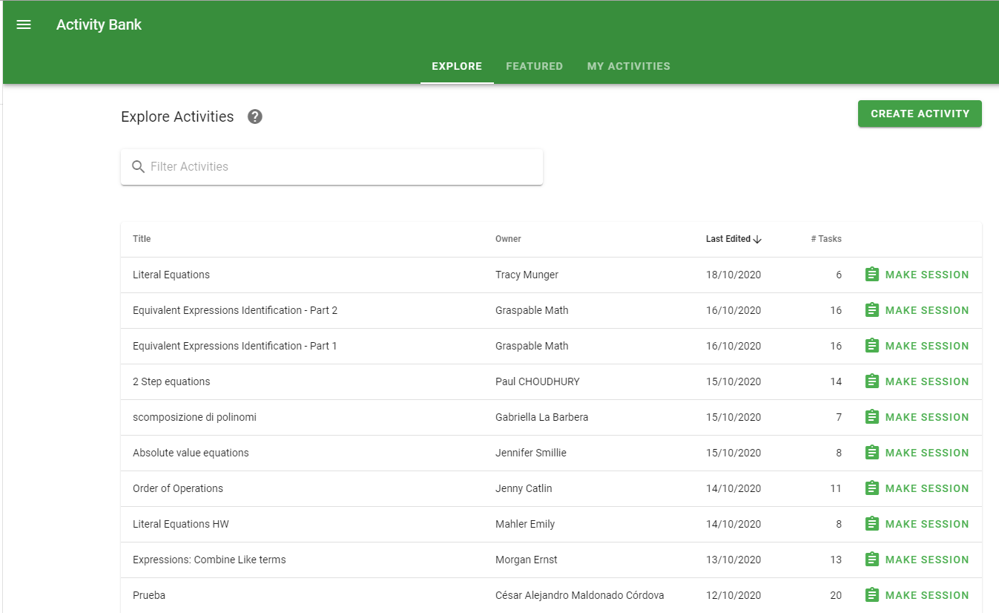 Activity Bank
EXPLORE FEATURED MY ACTIVITIES
Explore Activities ?
CREATE ACTIVITY
Filter Activities
Title Owner Last Edited # Tasks
Literal Equations Tracy Munger 18/10/2020 6 MAKE SESSION
Equivalent Expressions Identification - Part 2 Graspable Math 16/10/2020 16 MAKE SESSION
Equivalent Expressions Identification - Part 1 Graspable Math 16/10/2020 16 MAKE SESSION
2 Step equations Paul CHOUDHURY 15/10/2020 14 MAKE SESSION
scomposizione di polinomi Gabriella La Barbera 15/10/2020 7 MAKE SESSION
Absolute value equations Jennifer Smillie 15/10/2020 8 MAKE SESSION
Order of Operations Jenny Catlin 14/10/2020 11 MAKE SESSION
Literal Equations HW Mahler Emily 14/10/2020 8 MAKE SESSION
Expressions: Combine Like terms Morgan Ernst 13/10/2020 13 MAKE SESSION
Prueba César Alejandro Maldonado Córdova 12/10/2020 20 MAKE SESSION